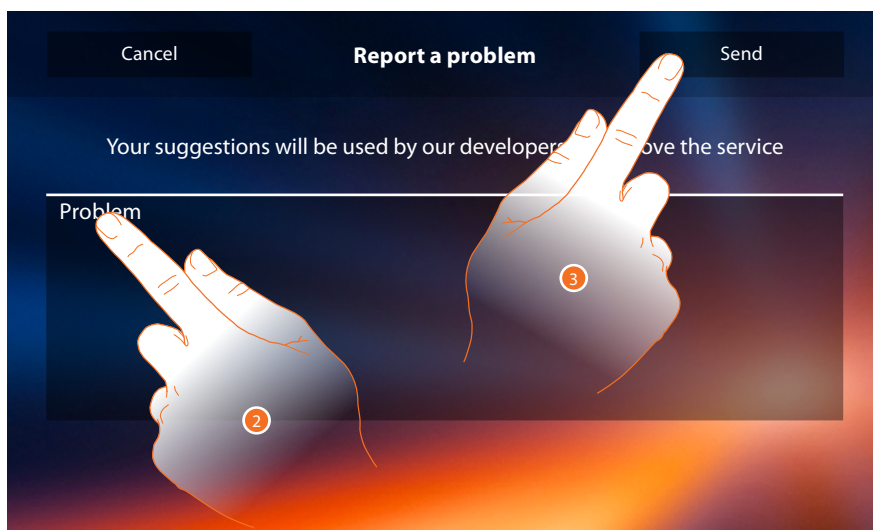 Cancel Report a problem Send
Your suggestions will be used by our developers ove the service
Problem
3
2